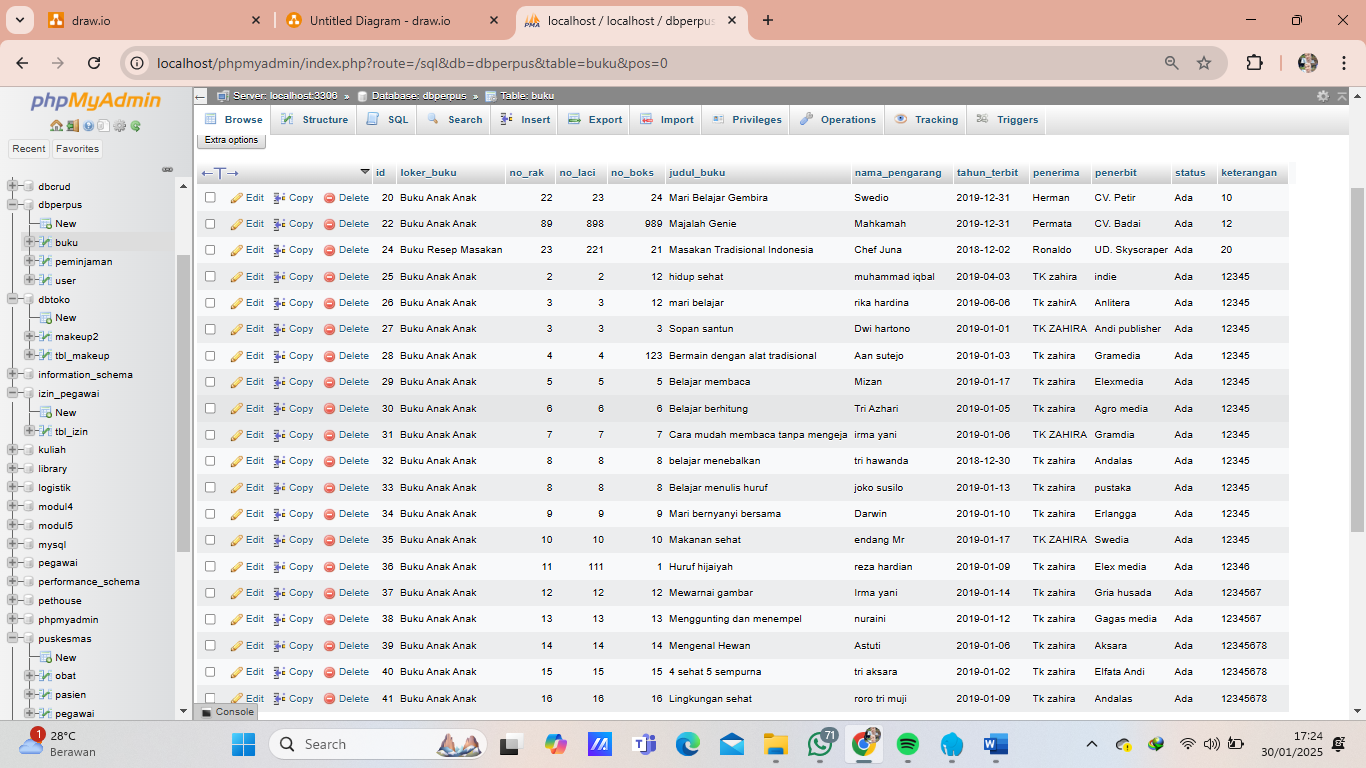 draw.io
Untitled Diagram - draw.io
localhost / localhost / dbperpus
localhost/phpmyadmin/index.php?route=/sql&db=dbperpus&table=buku&pos=0
phpMyAdmin
Recent Favorites
dbcrud
dbperpus
New
buku
peminjaman
user
dbtoko
New
makeup2
tbl_makeup
information_schema
izin_pegawai
New
tbl_izin
kuliah
library
logistik
modul4
modul5
mysql
pegawai
performance_schema
pethouse
phpmyadmin
puskesmas
New
obat
pasien
pegawai
Server: localhost:3306 » Database: dbperpus » Table: buku
Browse Structure SQL Search Insert Export Import Privileges Operations Tracking Triggers
Extra options
←T→ id loker_buku no_rak no_laci no_boks judul_buku nama_pengarang tahun_terbit penerima penerbit status keterangan
Edit Copy Delete 20 Buku Anak Anak 22 23 24 Mari Belajar Gembira Swedio 2019-12-31 Herman CV. Petir Ada 10
Edit Copy Delete 22 Buku Anak Anak 89 898 989 Majalah Genie Mahkamah 2019-12-31 Permata CV. Badai Ada 12
Edit Copy Delete 24 Buku Resep Masakan 23 221 21 Masakan Tradisional Indonesia Chef Juna 2018-12-02 Ronaldo UD. Skyscraper Ada 20
Edit Copy Delete 25 Buku Anak Anak 2 2 12 hidup sehat muhammad iqbal 2019-04-03 TK zahira indie Ada 12345
Edit Copy Delete 26 Buku Anak Anak 3 3 12 mari belajar rika hardina 2019-06-06 Tk zahirA Anlitera Ada 12345
Edit Copy Delete 27 Buku Anak Anak 3 3 3 Sopan santun Dwi hartono 2019-01-01 TK ZAHIRA Andi publisher Ada 12345
Edit Copy Delete 28 Buku Anak Anak 4 4 123 Bermain dengan alat tradisional Aan sutejo 2019-01-03 Tk zahira Gramedia Ada 12345
Edit Copy Delete 29 Buku Anak Anak 5 5 5 Belajar membaca Mizan 2019-01-17 Tk zahira Elexmedia Ada 12345
Edit Copy Delete 30 Buku Anak Anak 6 6 6 Belajar berhitung Tri Azhari 2019-01-05 Tk zahira Agro media Ada 12345
Edit Copy Delete 31 Buku Anak Anak 7 7 7 Cara mudah membaca tanpa mengeja irma yani 2019-01-06 TK ZAHIRA Gramdia Ada 12345
Edit Copy Delete 32 Buku Anak Anak 8 8 8 belajar menebalkan tri hawanda 2018-12-30 Tk zahira Andalas Ada 12345
Edit Copy Delete 33 Buku Anak Anak 8 8 8 Belajar menulis huruf joko susilo 2019-01-13 Tk zahira pustaka Ada 12345
Edit Copy Delete 34 Buku Anak Anak 9 9 9 Mari bernyanyi bersama Darwin 2019-01-10 Tk zahira Erlangga Ada 12345
Edit Copy Delete 35 Buku Anak Anak 10 10 10 Makanan sehat endang Mr 2019-01-17 TK ZAHIRA Swedia Ada 12345
Edit Copy Delete 36 Buku Anak Anak 11 111 1 Huruf hijaiyah reza hardian 2019-01-09 Tk zahira Elex media Ada 12346
Edit Copy Delete 37 Buku Anak Anak 12 12 12 Mewarnai gambar Irma yani 2019-01-14 Tk zahira Gria husada Ada 1234567
Edit Copy Delete 38 Buku Anak Anak 13 13 13 Menggunting dan menempel nuraini 2019-01-12 Tk zahira Gagas media Ada 1234567
Edit Copy Delete 39 Buku Anak Anak 14 14 14 Mengenal Hewan Astuti 2019-01-06 Tk zahira Aksara Ada 12345678
Edit Copy Delete 40 Buku Anak Anak 15 15 15 4 sehat 5 sempurna tri aksara 2019-01-02 Tk zahira Elfata Andi Ada 12345678
Edit Copy Delete 41 Buku Anak Anak 16 16 16 Lingkungan sehat roro tri muji 2019-01-09 Tk zahira Andalas Ada 12345678
Console
1
28°C
Berawan
Search
71
17:24
30/01/2025